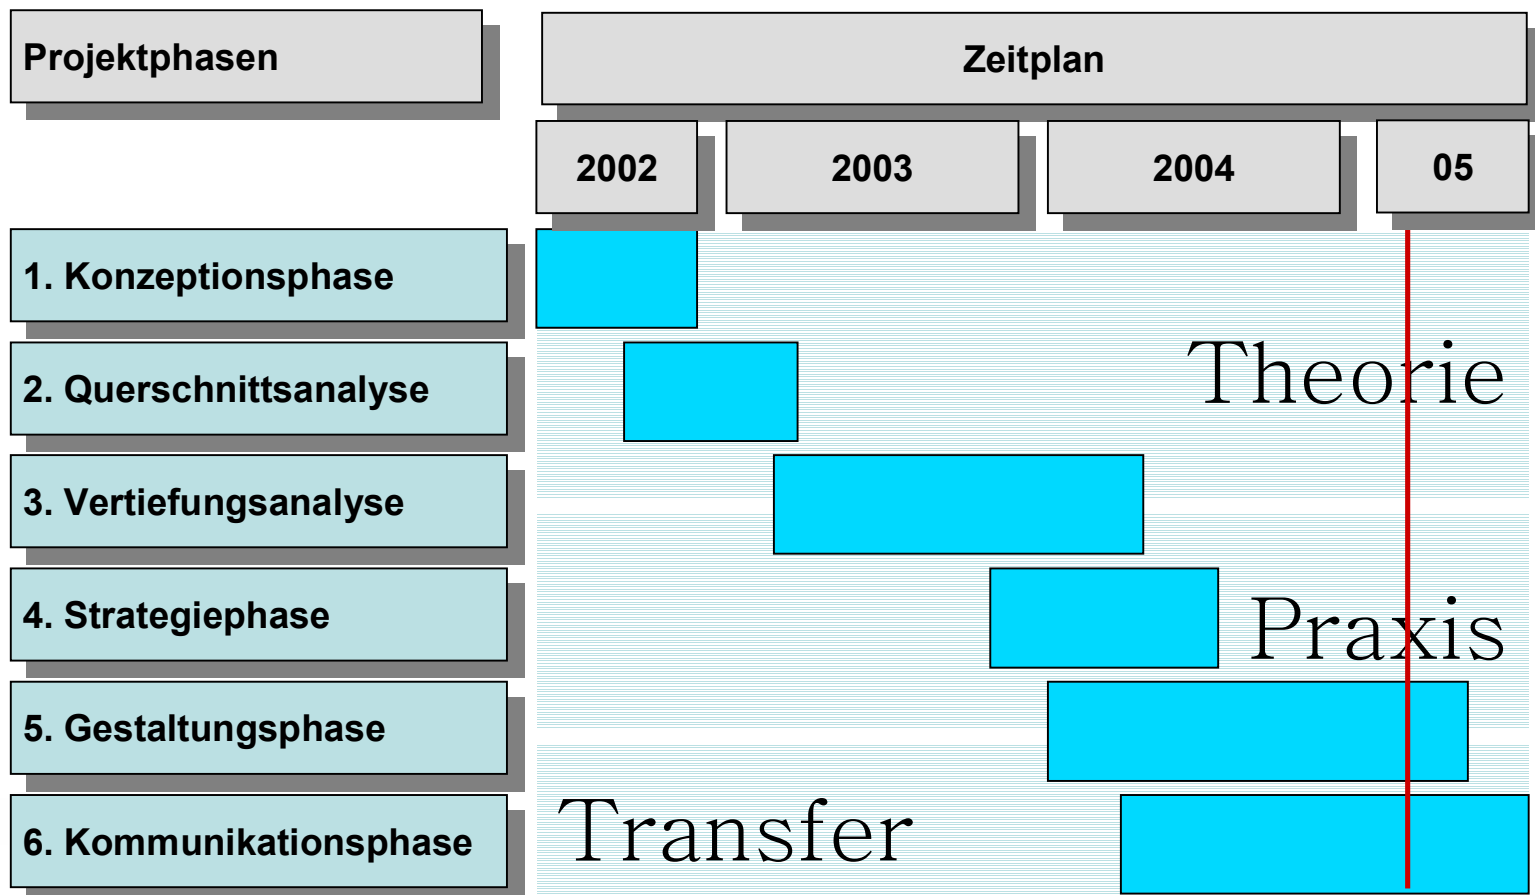 Projektphasen
Zeitplan
2002
2003
2004
05
1. Konzeptionsphase
2. Querschnittsanalyse
3. Vertiefungsanalyse
4. Strategiephase
5. Gestaltungsphase
6. Kommunikationsphase
Theorie
Praxis
Transfer